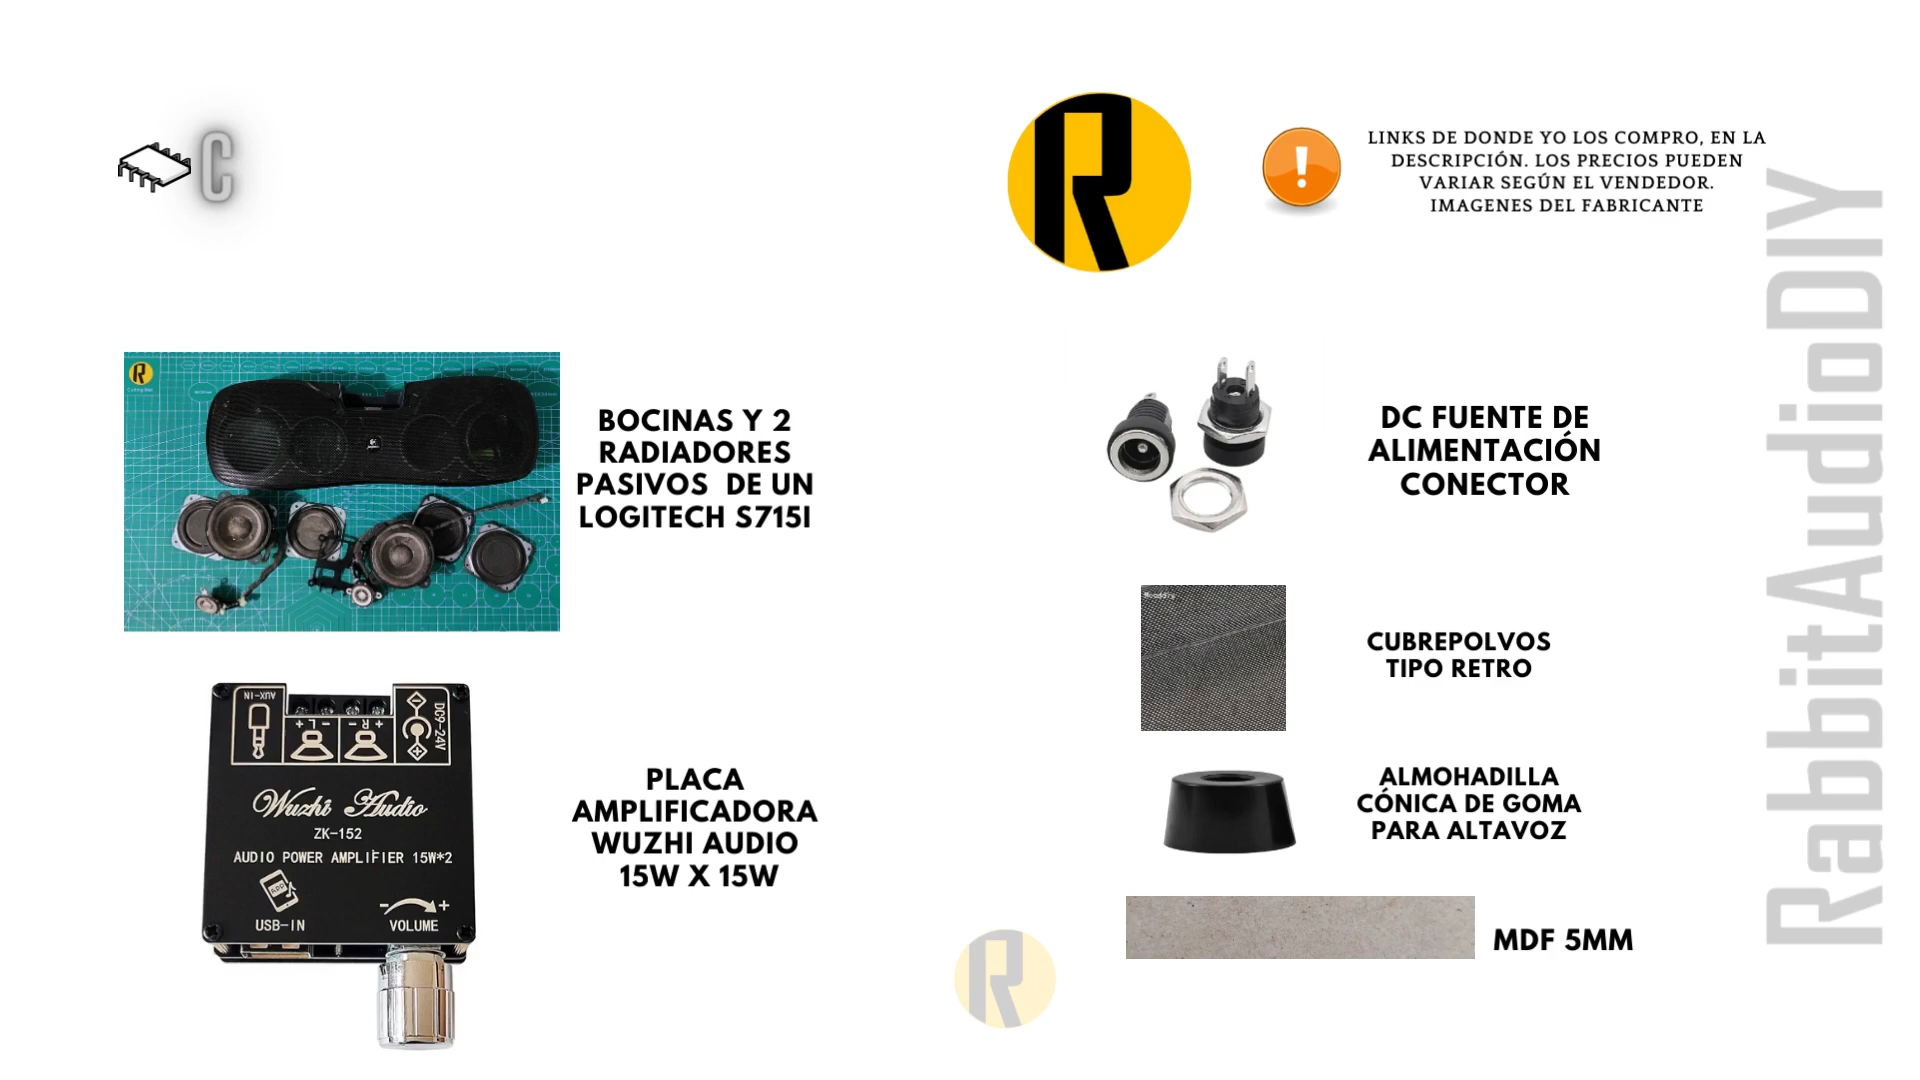 C
R
LINKS DE DONDE YO LOS COMPRO, EN LA
DESCRIPCIÓN. LOS PRECIOS PUEDEN
VARIAR SEGÚN EL VENDEDOR.
IMAGENES DEL FABRICANTE
RabbitAudioDIY
R
BOCINAS Y 2
RADIADORES
PASIVOS DE UN
LOGITECH S715I
DC FUENTE DE
ALIMENTACIÓN
CONECTOR
CUBREPOLVOS
TIPO RETRO
AUX-IN
+ L -
- R +
DC9-24V
Wuzhi Audio
ZK-152
AUDIO POWER AMPLIFIER 15W*2
APP
USB-IN
- +
VOLUME
PLACA
AMPLIFICADORA
WUZHI AUDIO
15W X 15W
ALMOHADILLA
CÓNICA DE GOMA
PARA ALTAVOZ
MDF 5MM
R